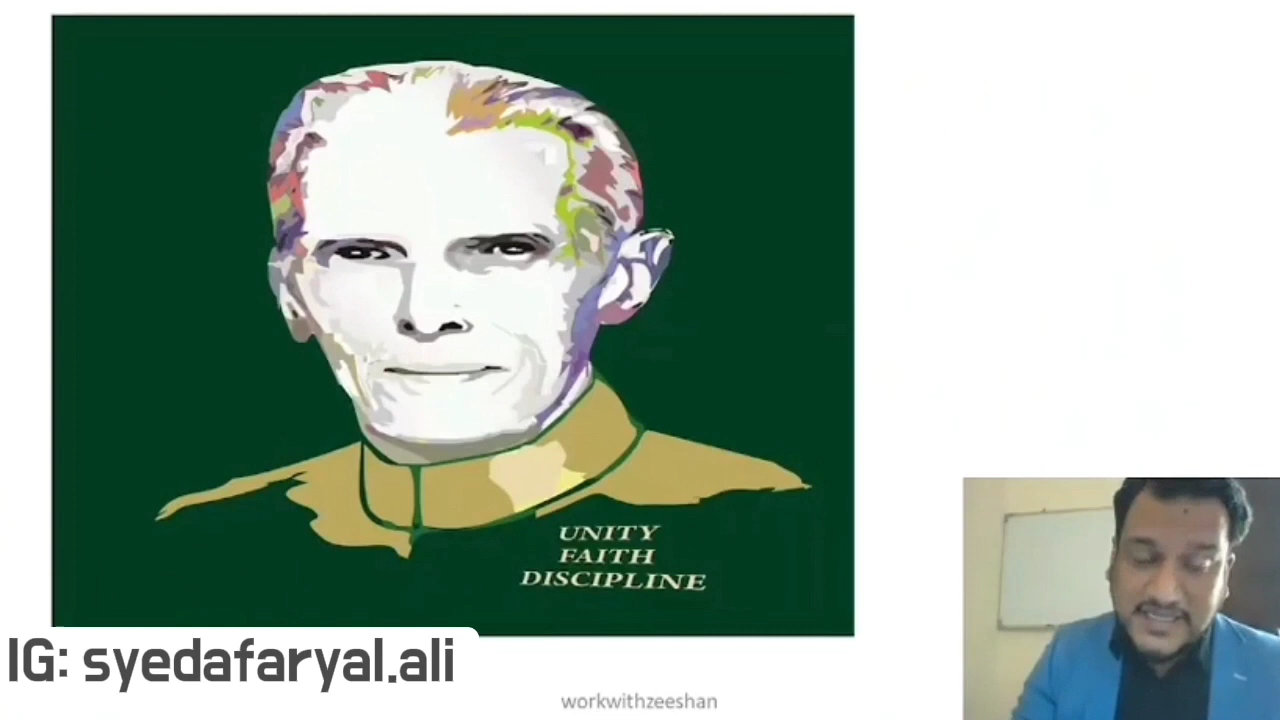 UNITY
FAITH
DISCIPLINE
IG: syedafaryal.ali
workwithzeeshan